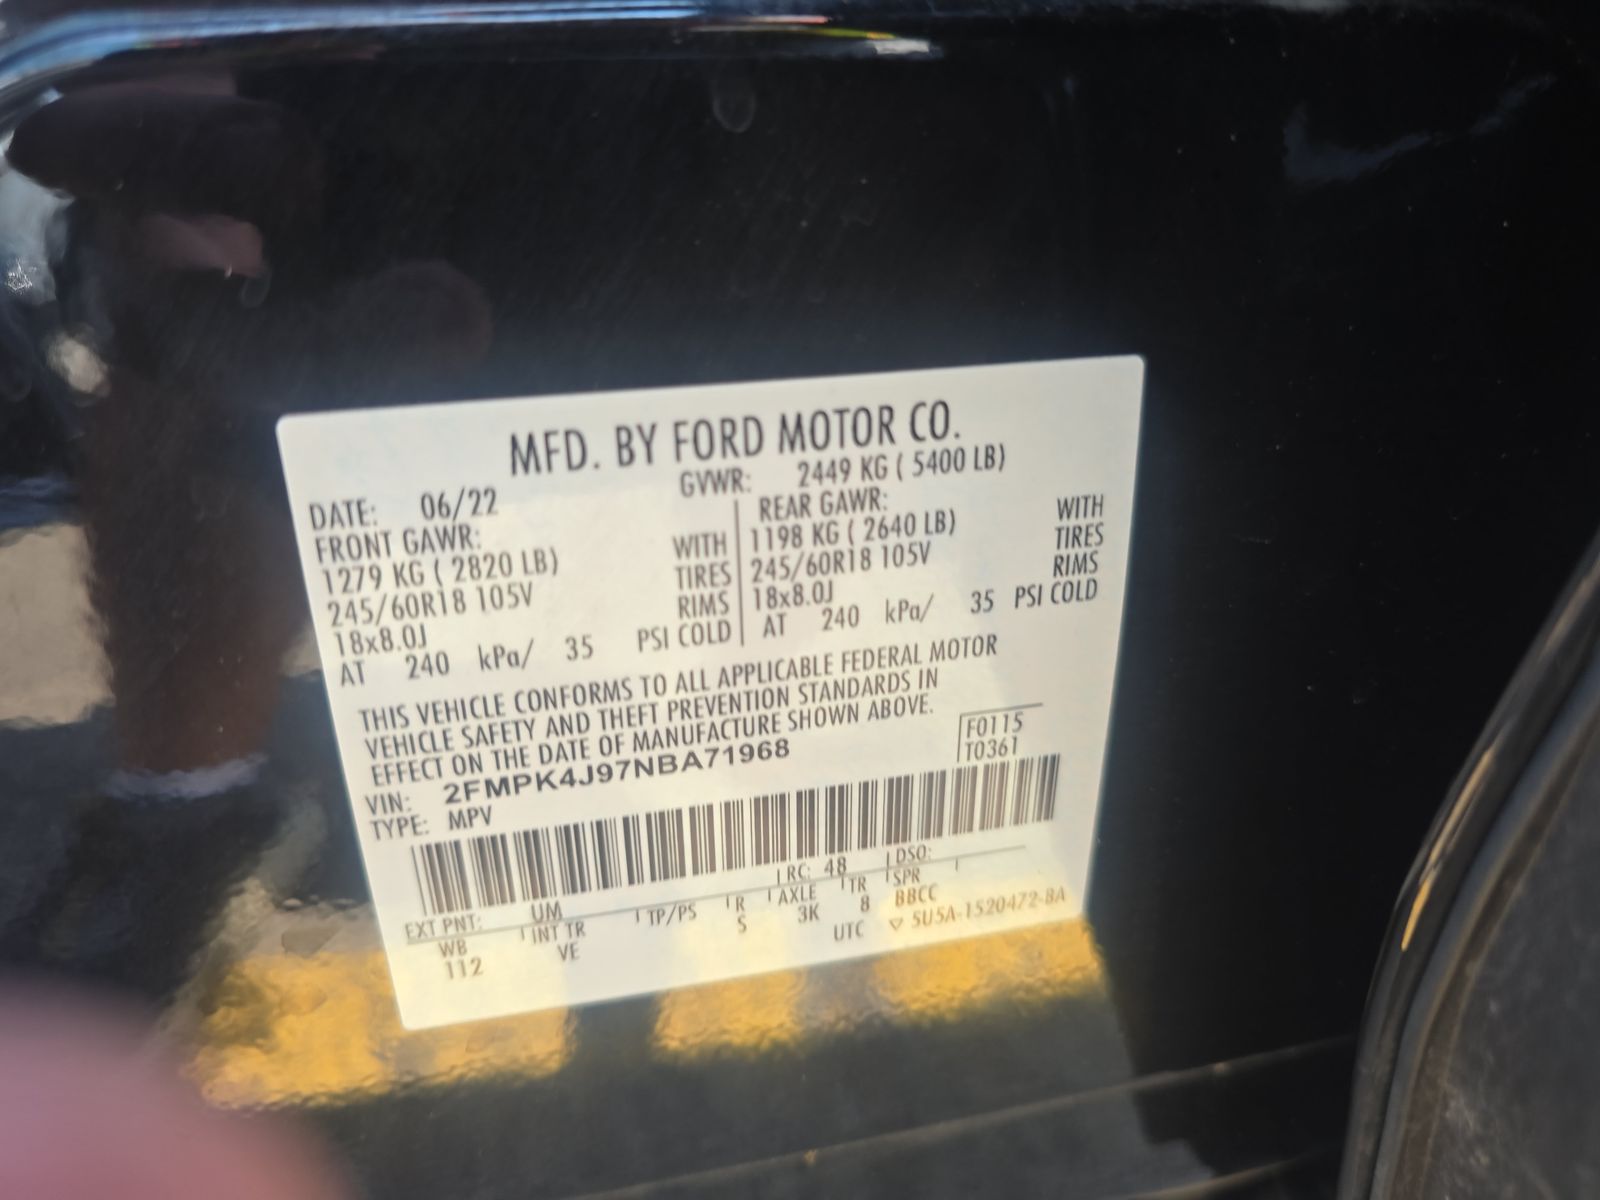 MFD. BY FORD MOTOR CO.
DATE: 06/22 GVWR: 2449 KG ( 5400 LB)
FRONT GAWR: REAR GAWR:
1279 KG ( 2820 LB) WITH 1198 KG ( 2640 LB) WITH
245/60R18 105V TIRES 245/60R18 105V TIRES
18x8.0J RIMS 18x8.0J RIMS
AT 240 kPa/ 35 PSI COLD AT 240 kPa/ 35 PSI COLD
THIS VEHICLE CONFORMS TO ALL APPLICABLE FEDERAL MOTOR
VEHICLE SAFETY AND THEFT PREVENTION STANDARDS IN
EFFECT ON THE DATE OF MANUFACTURE SHOWN ABOVE.
VIN: 2FMPK4J97NBA71968 F0115
TYPE: MPV T0361
EXT PNT: UM RC: 48 DSO:
WB INT TR TP/PS R AXLE TR SPR
112 VE S 3K 8 BBCC
UTC ▽ 5U5A-1520472-BA